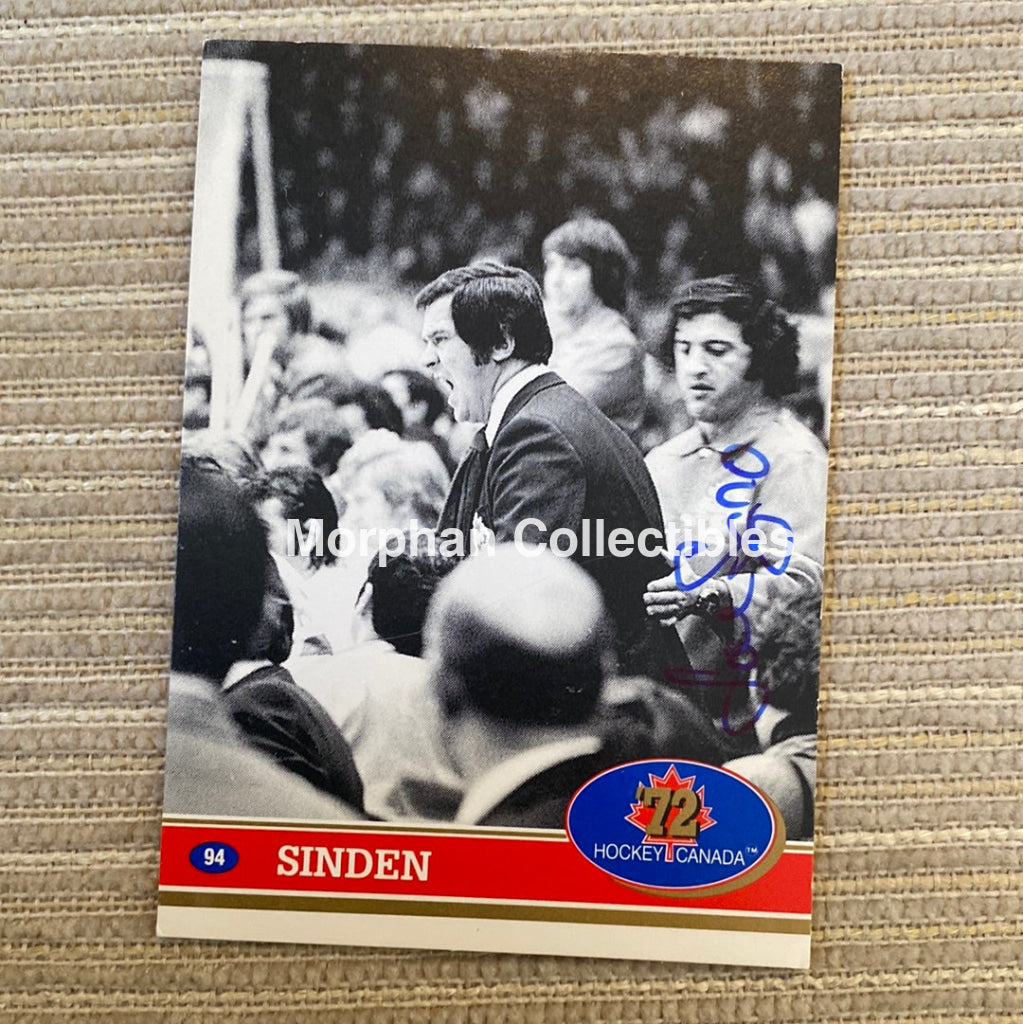 Morphan Collectibles
'72
HOCKEY CANADA™
94
SINDEN